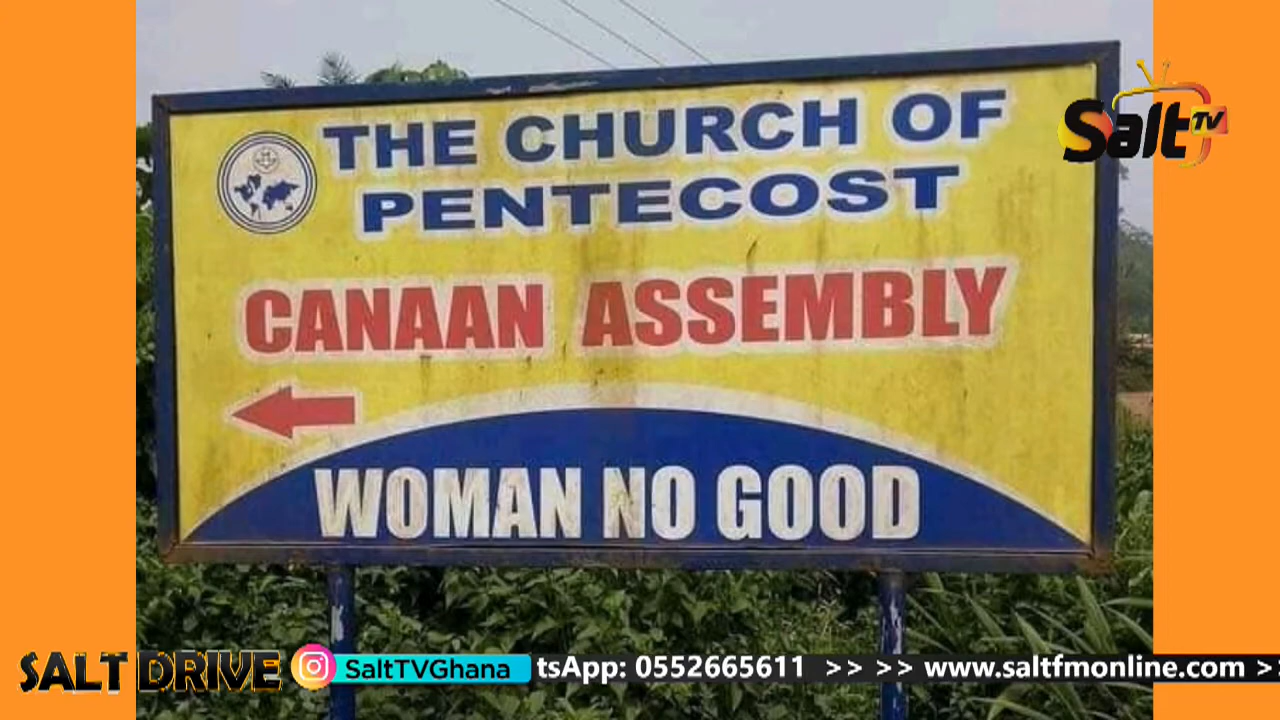 THE CHURCH OF
PENTECOST
CANAAN ASSEMBLY
WOMAN NO GOOD
Salt TV
SALT DRIVE
SaltTVGhana
tsApp: 0552665611 >> >> www.saltfmonline.com >>